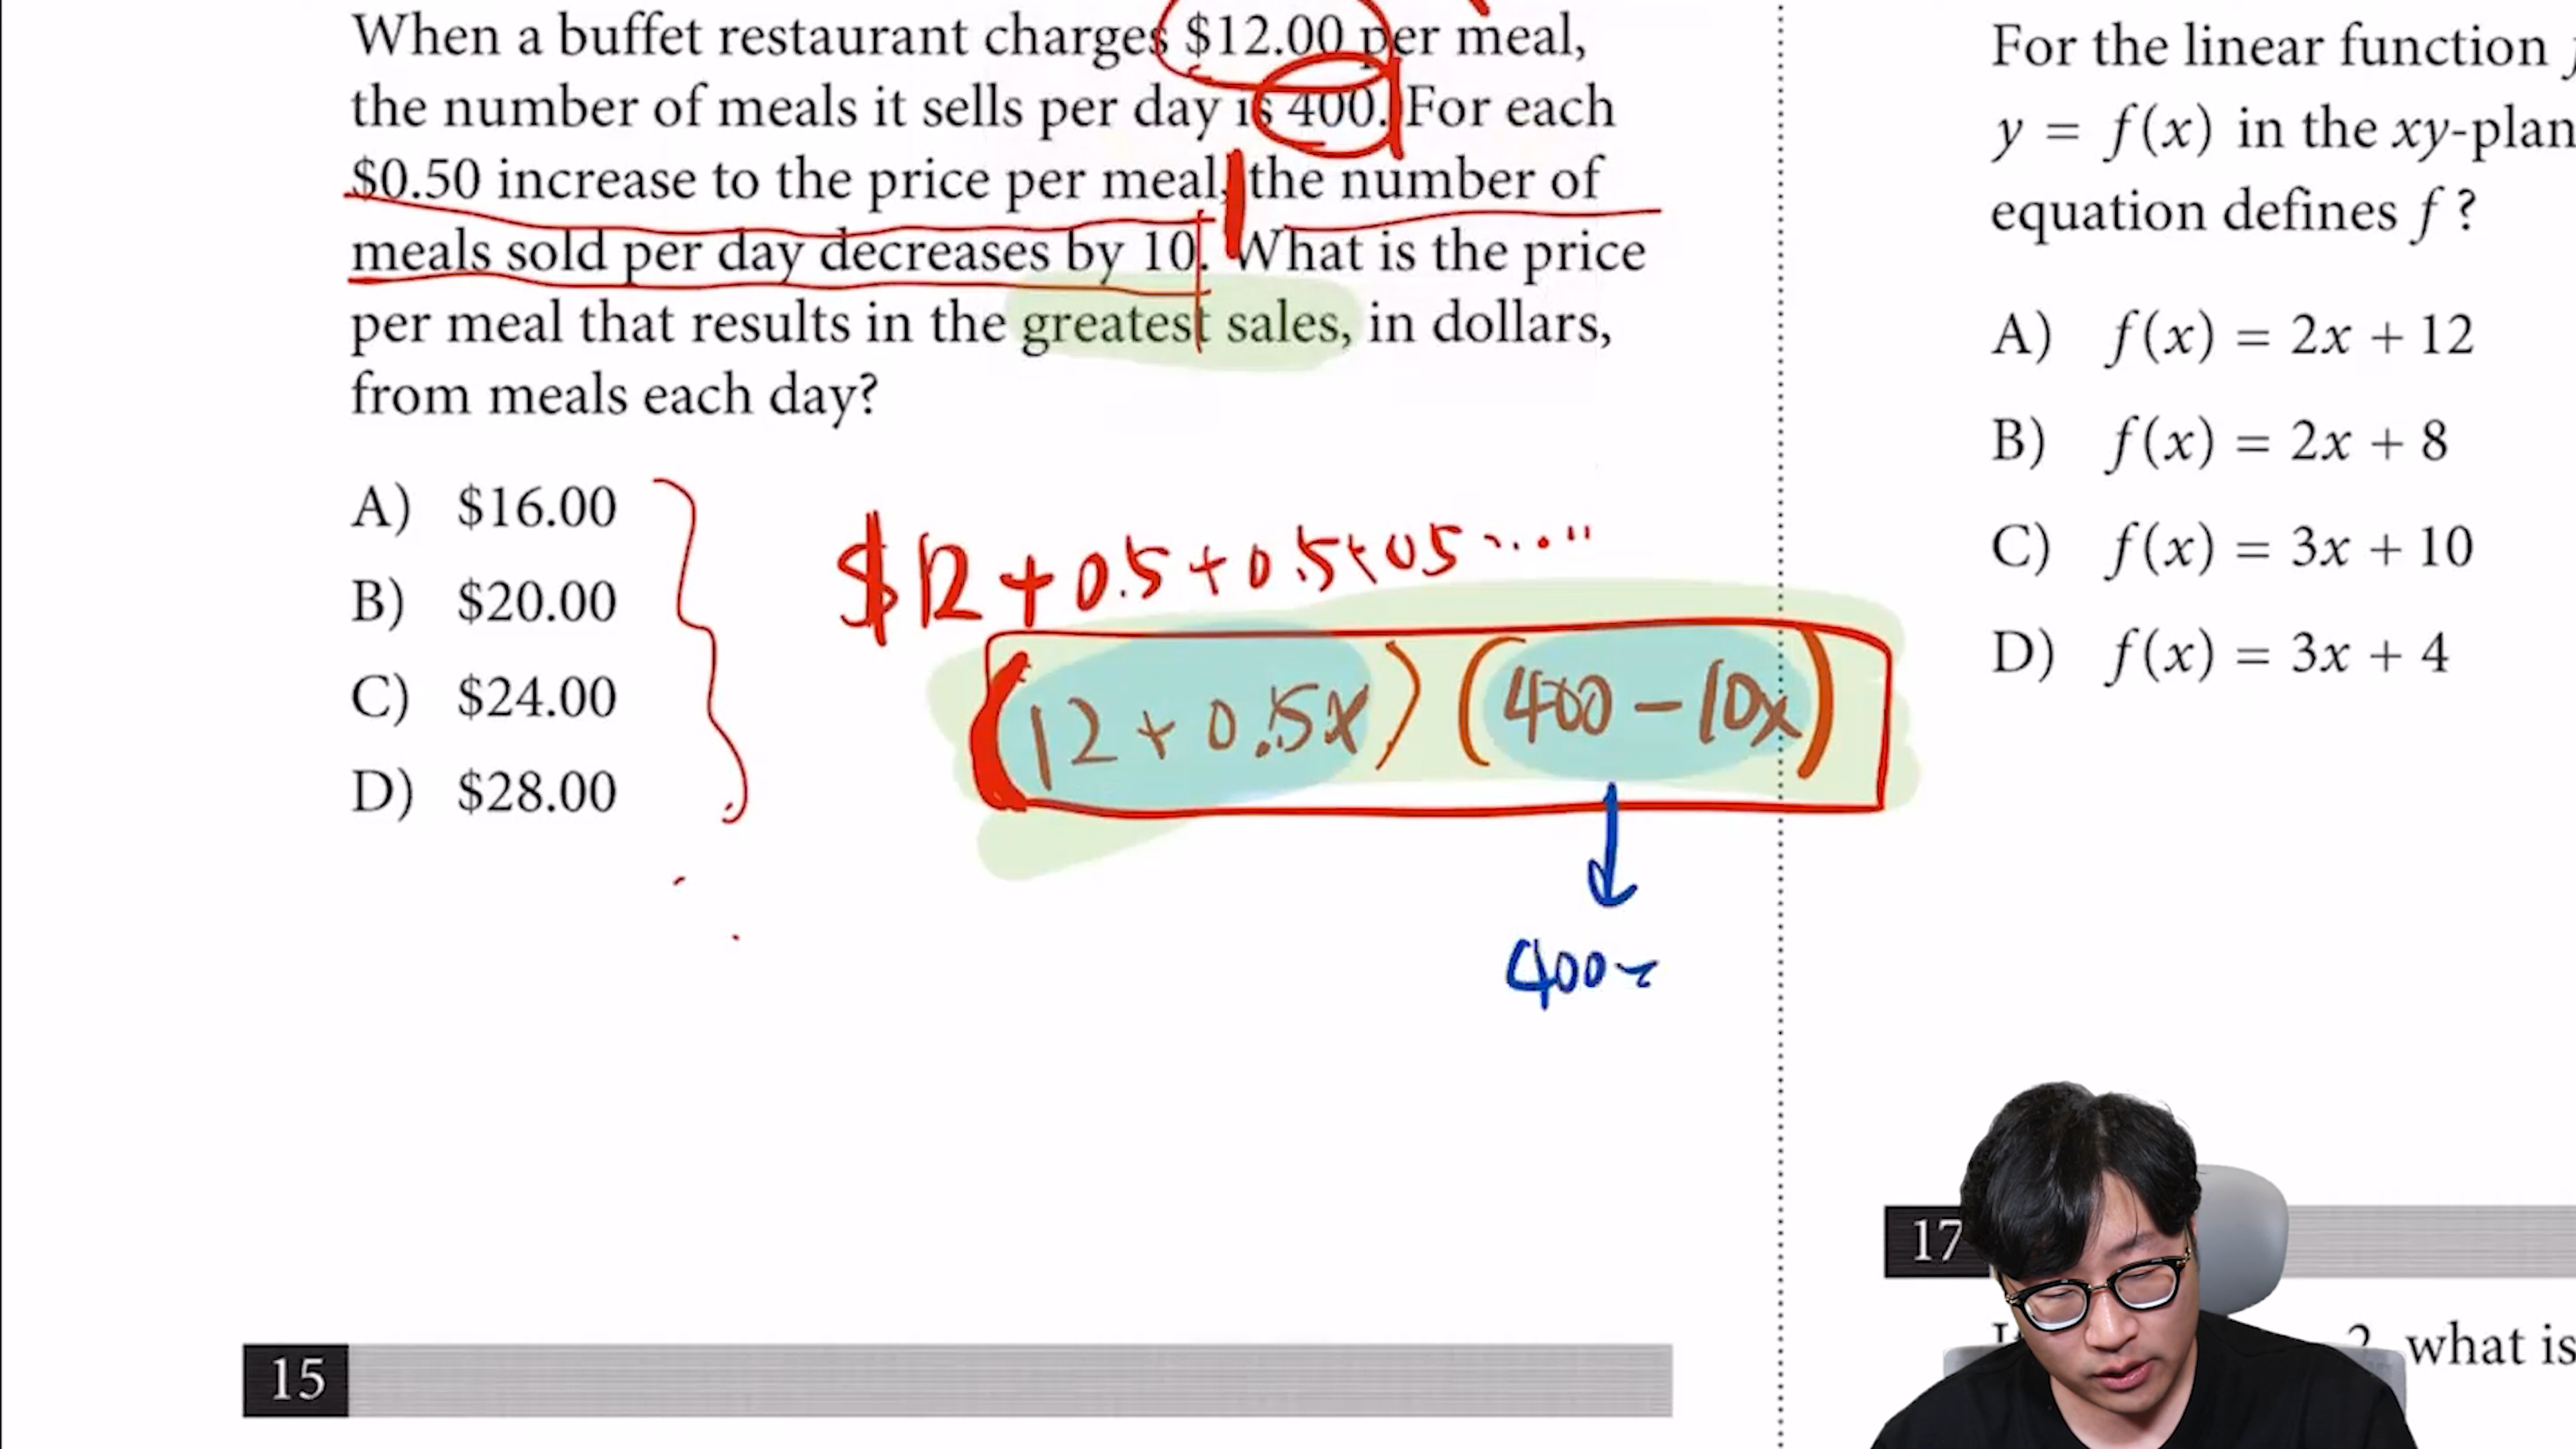 When a buffet restaurant charges $12.00 per meal,
the number of meals it sells per day is 400. For each
$0.50 increase to the price per meal, the number of
meals sold per day decreases by 10. What is the price
per meal that results in the greatest sales, in dollars,
from meals each day?
A) $16.00
B) $20.00
C) $24.00
D) $28.00
$12 + 0.5 + 0.5 + 0.5 ......
(12 + 0.5x) (400 - 10x)
400
15
For the linear function
y = f(x) in the xy-plan
equation defines f ?
A) f(x) = 2x + 12
B) f(x) = 2x + 8
C) f(x) = 3x + 10
D) f(x) = 3x + 4
17
2, what is